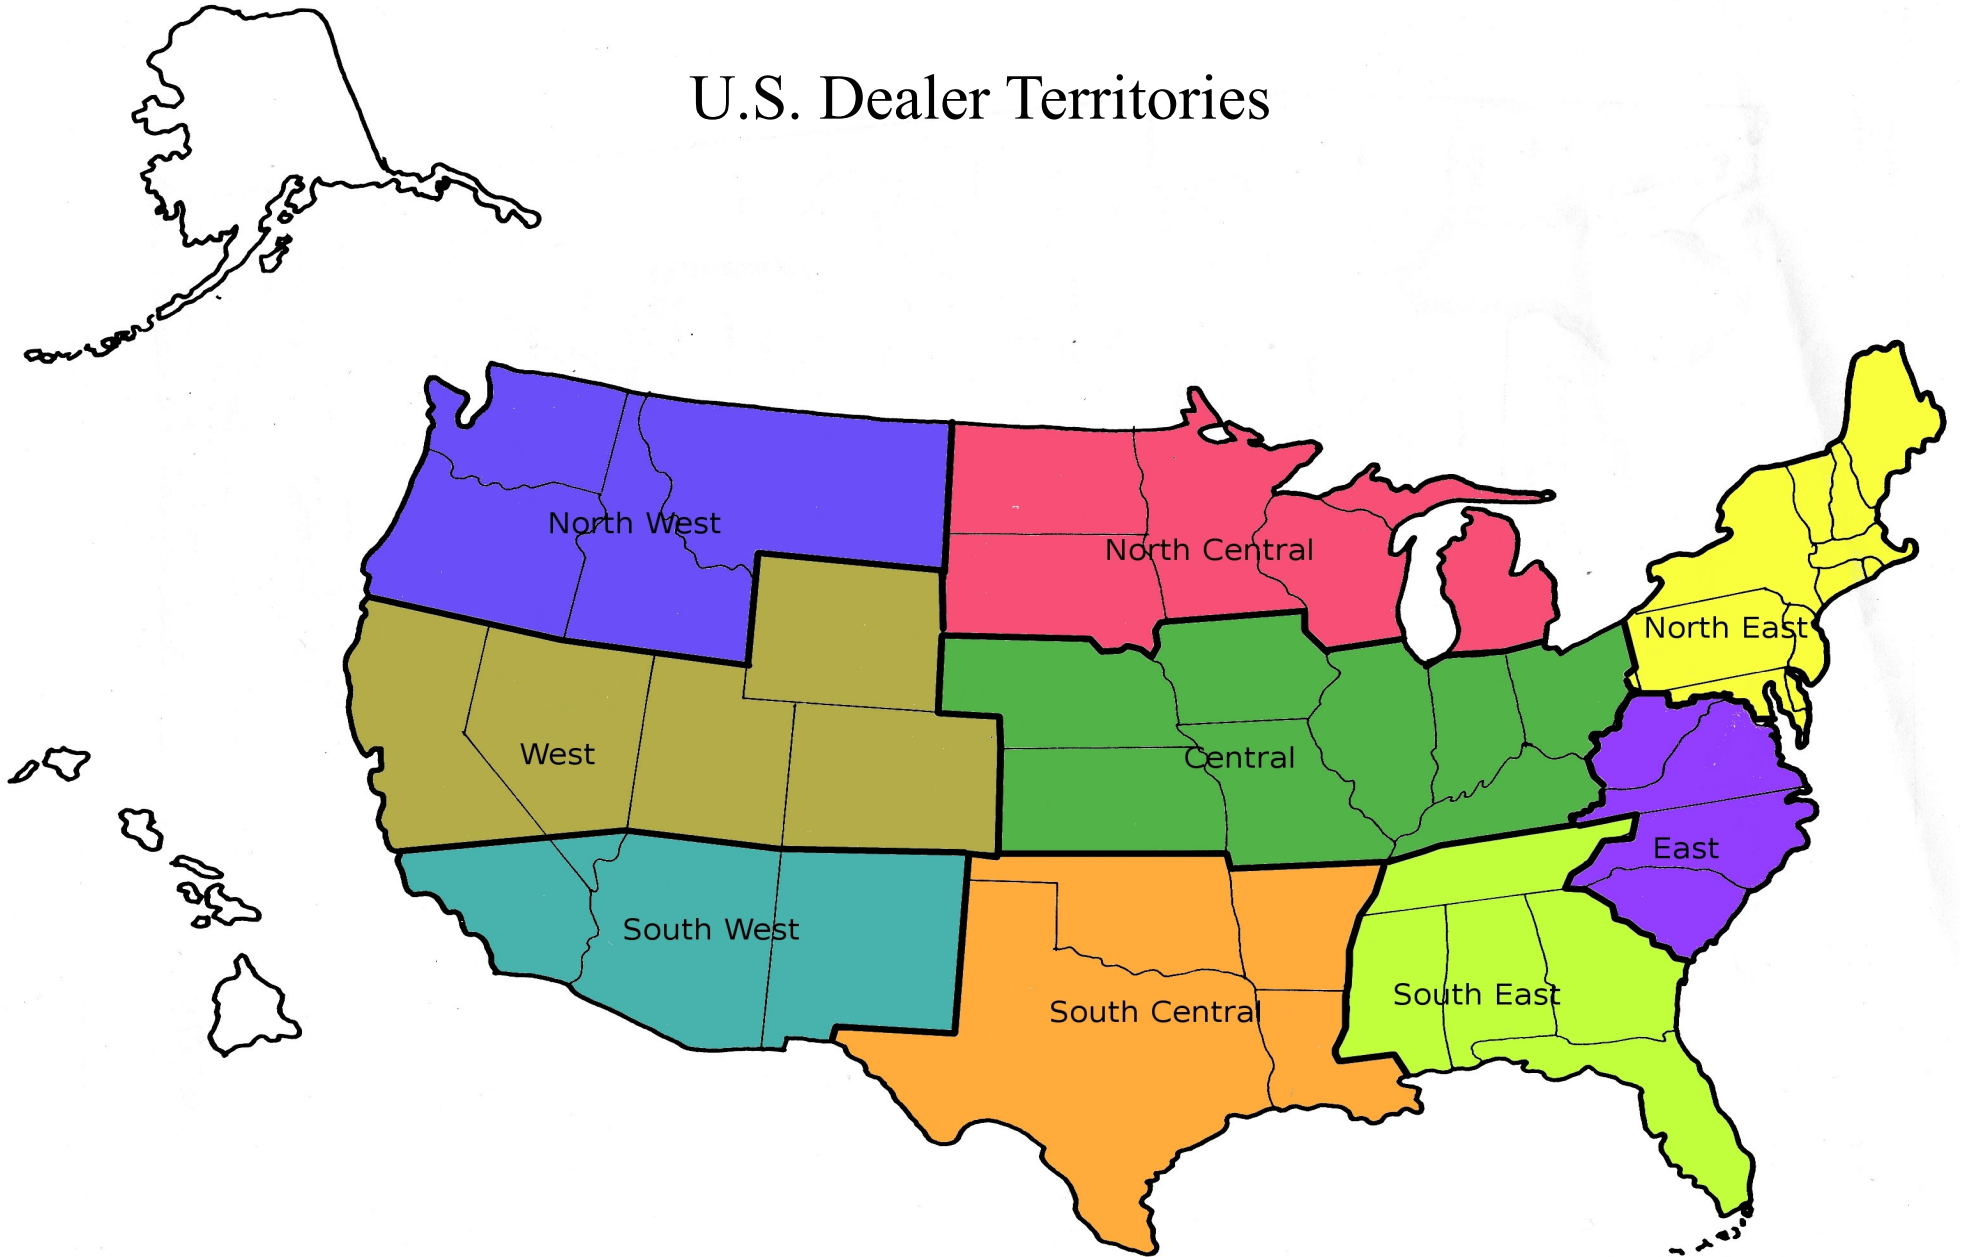 U.S. Dealer Territories
North West
North Central
North East
West
Central
East
South West
South Central
South East